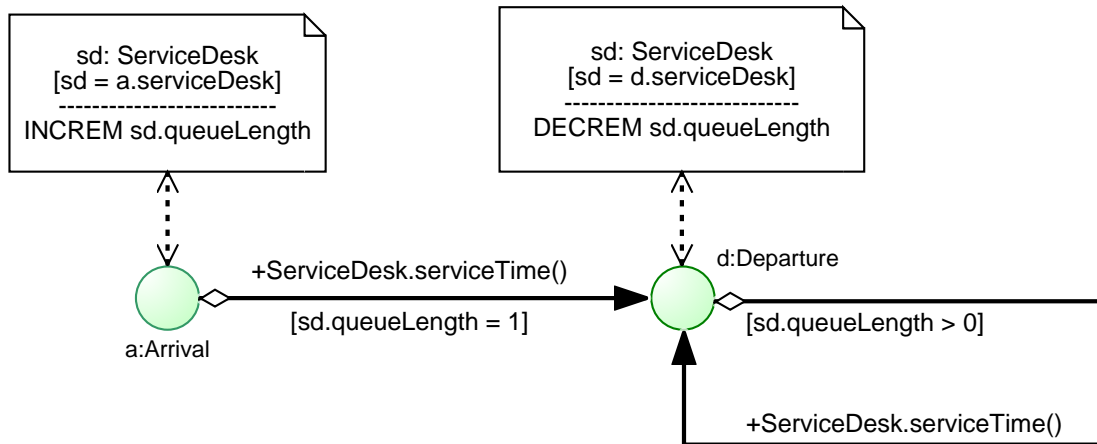 sd: ServiceDesk
[sd = a.serviceDesk]
----------------------------
INCREM sd.queueLength
sd: ServiceDesk
[sd = d.serviceDesk]
------------------------------
DECREM sd.queueLength
+ServiceDesk.serviceTime()
[sd.queueLength = 1]
a:Arrival
d:Departure
[sd.queueLength > 0]
+ServiceDesk.serviceTime()